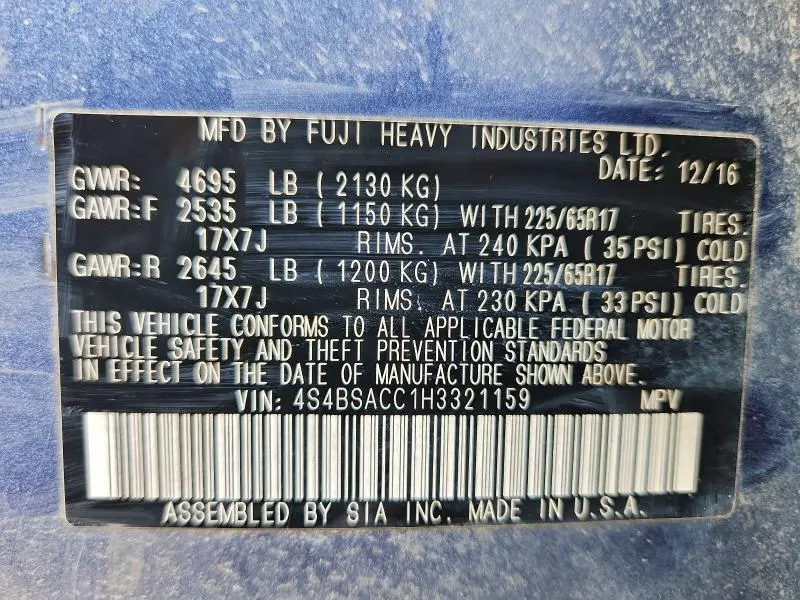 MFD BY FUJI HEAVY INDUSTRIES LTD.
DATE: 12/16
GVWR: 4695 LB ( 2130 KG)
GAWR:F 2535 LB ( 1150 KG) WITH 225/65R17 TIRES.
17X7J RIMS. AT 240 KPA ( 35 PSI) COLD
GAWR:R 2645 LB ( 1200 KG) WITH 225/65R17 TIRES.
17X7J RIMS. AT 230 KPA ( 33 PSI) COLD
THIS VEHICLE CONFORMS TO ALL APPLICABLE FEDERAL MOTOR
VEHICLE SAFETY AND THEFT PREVENTION STANDARDS
IN EFFECT ON THE DATE OF MANUFACTURE SHOWN ABOVE.
VIN: 4S4BSACC1H3321159 MPV
ASSEMBLED BY SIA INC. MADE IN U.S.A.